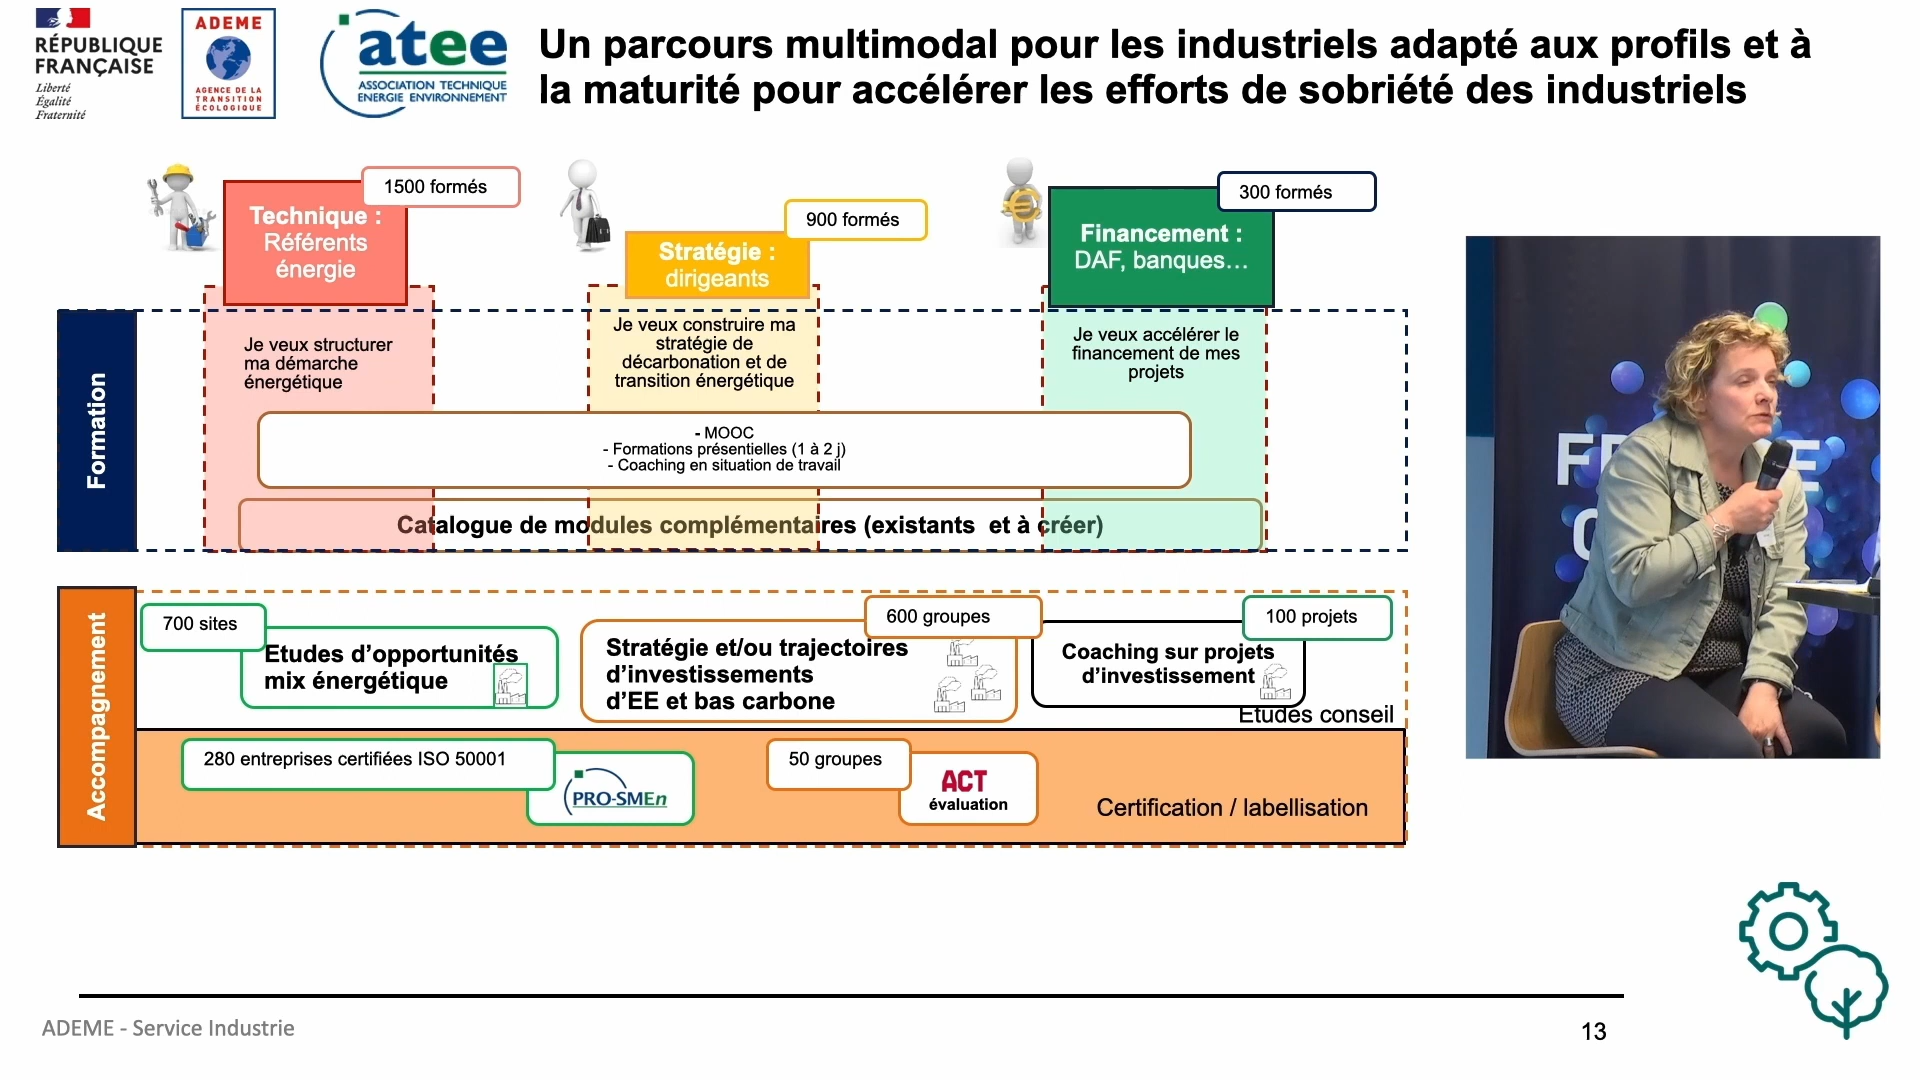 RÉPUBLIQUE
FRANÇAISE
Liberté
Égalité
Fraternité
ADEME
AGENCE DE LA
TRANSITION
ÉCOLOGIQUE
atee
ASSOCIATION TECHNIQUE
ENERGIE ENVIRONNEMENT
Un parcours multimodal pour les industriels adapté aux profils et à
la maturité pour accélérer les efforts de sobriété des industriels
1500 formés
Technique :
Référents
énergie
900 formés
Stratégie :
dirigeants
300 formés
Financement :
DAF, banques…
Formation
Je veux structurer
ma démarche
énergétique
Je veux construire ma
stratégie de
décarbonation et de
transition énergétique
Je veux accélérer le
financement de mes
projets
- MOOC
- Formations présentielles (1 à 2 j)
- Coaching en situation de travail
Catalogue de modules complémentaires (existants  et à créer)
Accompagnement
700 sites
Etudes d’opportunités
mix énergétique
600 groupes
Stratégie et/ou trajectoires
d’investissements
d’EE et bas carbone
100 projets
Coaching sur projets
d’investissement
Etudes conseil
280 entreprises certifiées ISO 50001
PRO-SMEn
50 groupes
ACT
évaluation
Certification / labellisation
ADEME - Service Industrie
13